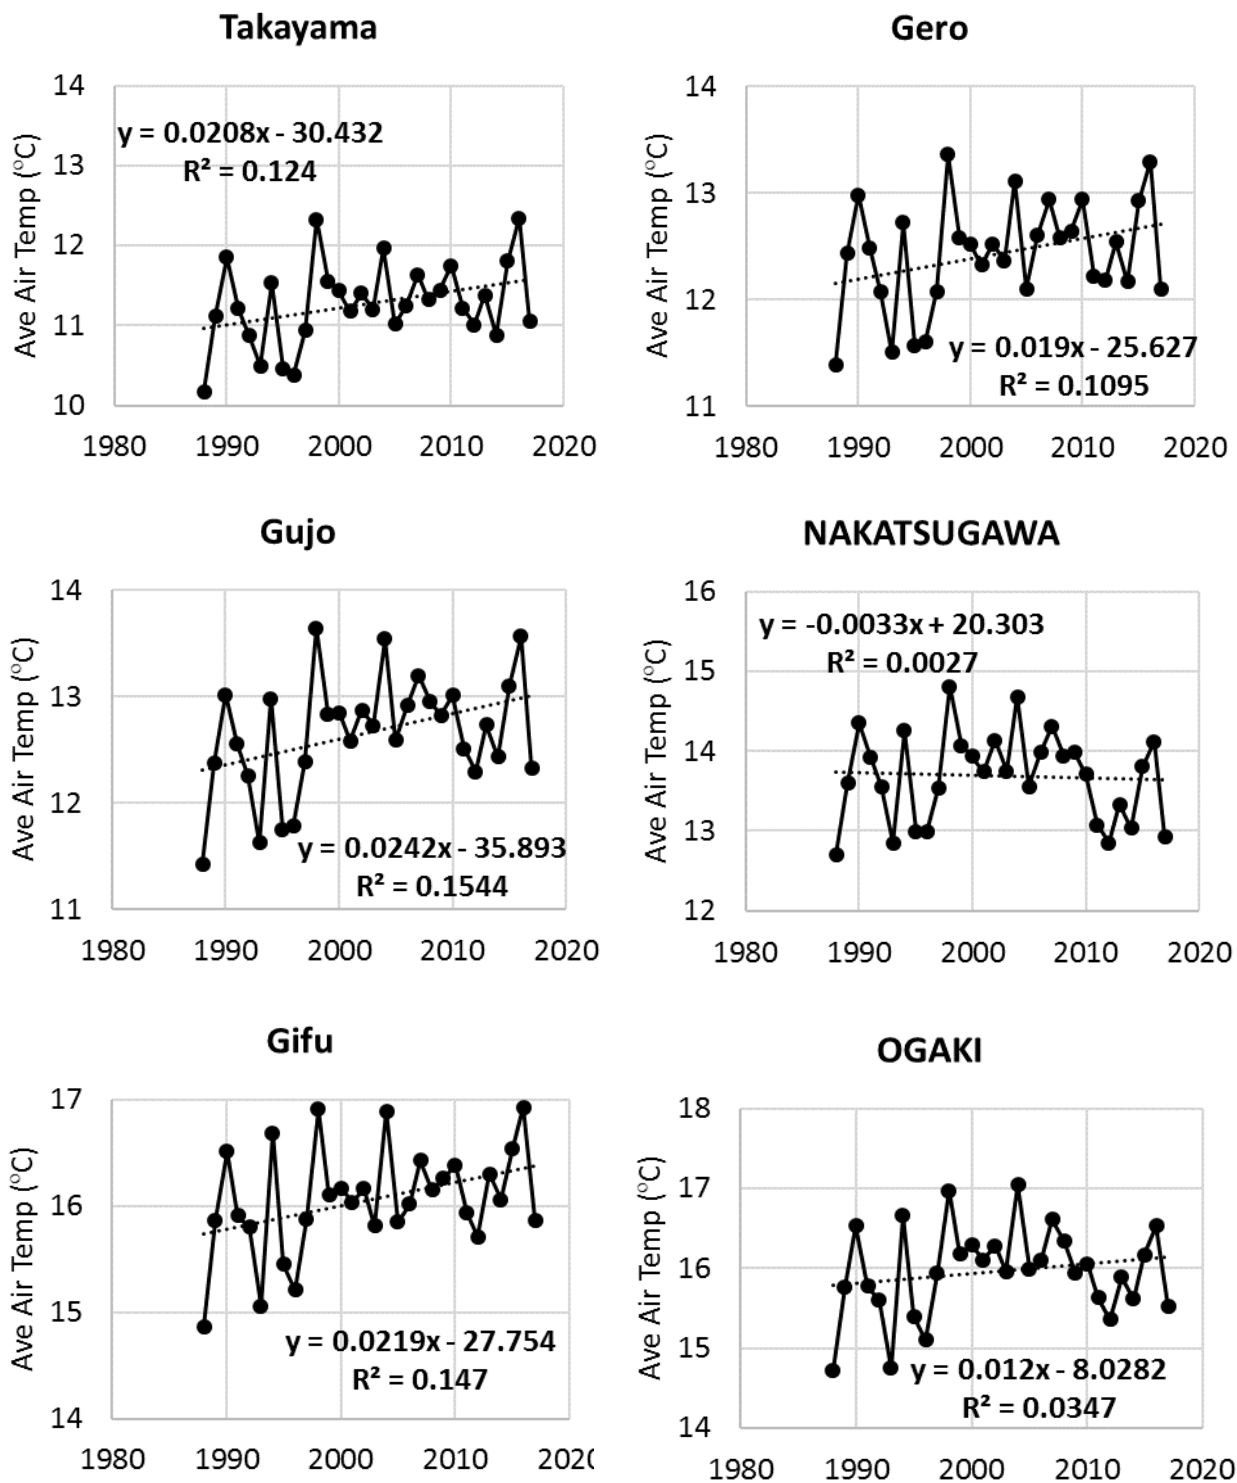 Takayama
Ave Air Temp (°C)
14
13
12
11
10
y = 0.0208x - 30.432
R² = 0.124
1980 1990 2000 2010 2020
Gero
Ave Air Temp (°C)
14
13
12
11
y = 0.019x - 25.627
R² = 0.1095
1980 1990 2000 2010 2020
Gujo
Ave Air Temp (°C)
14
13
12
11
y = 0.0242x - 35.893
R² = 0.1544
1980 1990 2000 2010 2020
NAKATSUGAWA
Ave Air Temp (°C)
16
15
14
13
12
y = -0.0033x + 20.303
R² = 0.0027
1980 1990 2000 2010 2020
Gifu
Ave Air Temp (°C)
17
16
15
14
y = 0.0219x - 27.754
R² = 0.147
1980 1990 2000 2010 2020
OGAKI
Ave Air Temp (°C)
18
17
16
15
14
y = 0.012x - 8.0282
R² = 0.0347
1980 1990 2000 2010 2020